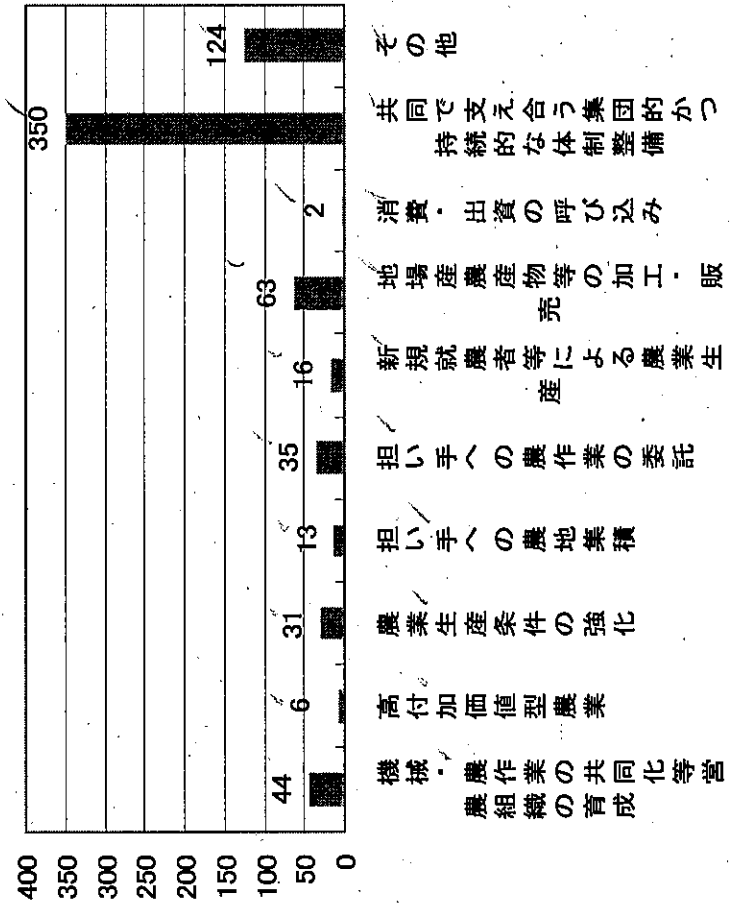 400
350
300
250
200
150
100
50
0
44
6
31
13
35
16
63
2
350
124
機械・農作業の共同化等営
農組織の育成
高付加価値型農業
農業生産条件の強化
担い手への農地集積
担い手への農作業の委託
新規就農者等による農業生
産
地場産農産物等の加工・販
売
消費・出資の呼び込み
共同で支え合う集団的かつ
持続的な体制整備
その他